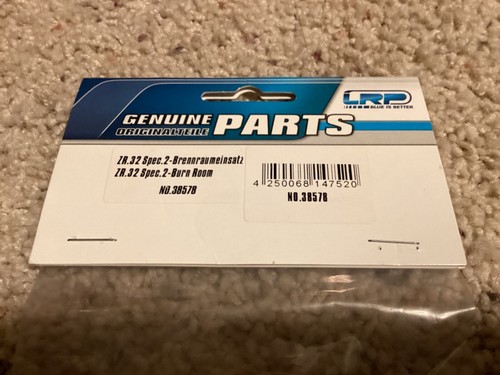 LRP
BLUE IS BETTER
GENUINE
ORIGINALTEILE
PARTS
ZR.32 Spec.2-Brennraumeinsatz
ZR.32 Spec.2-Burn Room
NO.38578
4 250068 147520
NO.38578